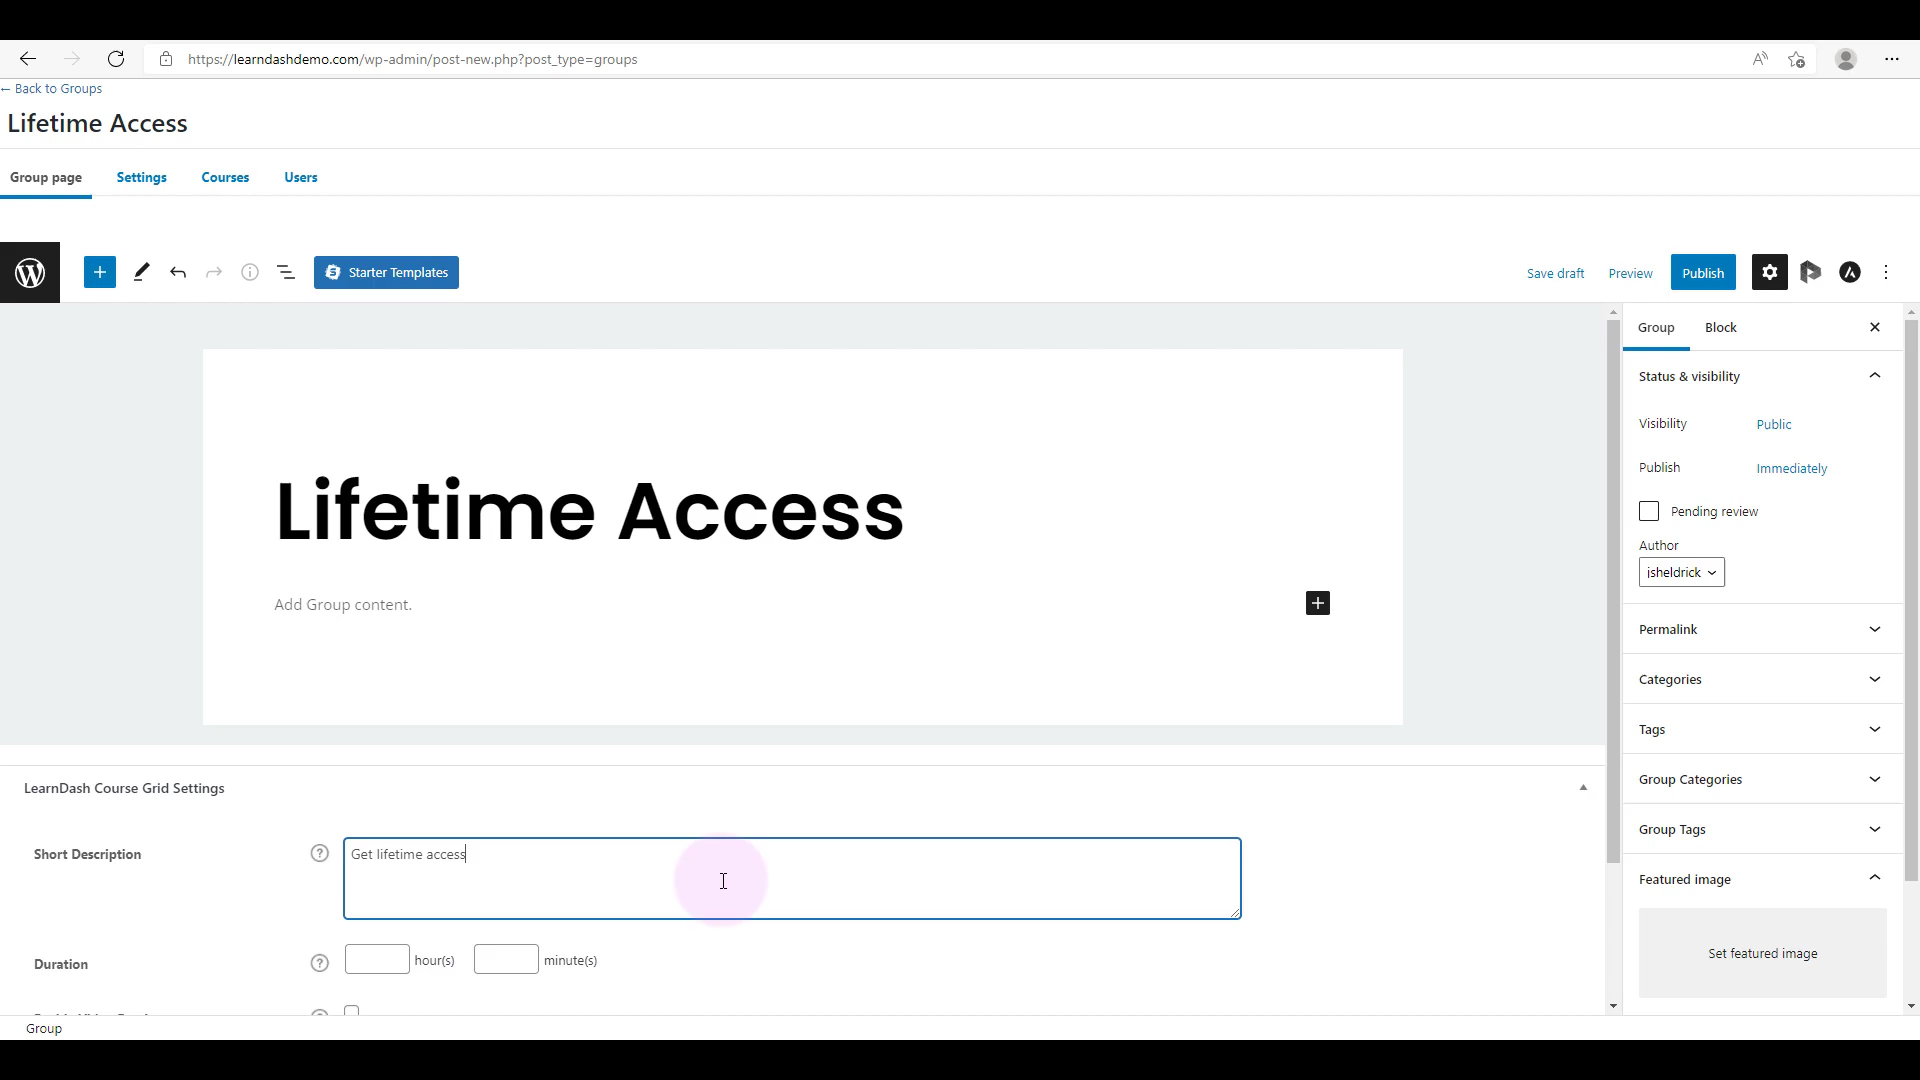 https://learndashdemo.com/wp-admin/post-new.php?post_type=groups
← Back to Groups
Lifetime Access
Group page Settings Courses Users
Starter Templates
Save draft Preview Publish
Group Block
Status & visibility
Visibility Public
Publish Immediately
Pending review
Author
jsheldrick
Permalink
Categories
Tags
Group Categories
Group Tags
Featured image
Set featured image
Lifetime Access
Add Group content.
LearnDash Course Grid Settings
Short Description
Get lifetime access
Duration hour(s) minute(s)
Group